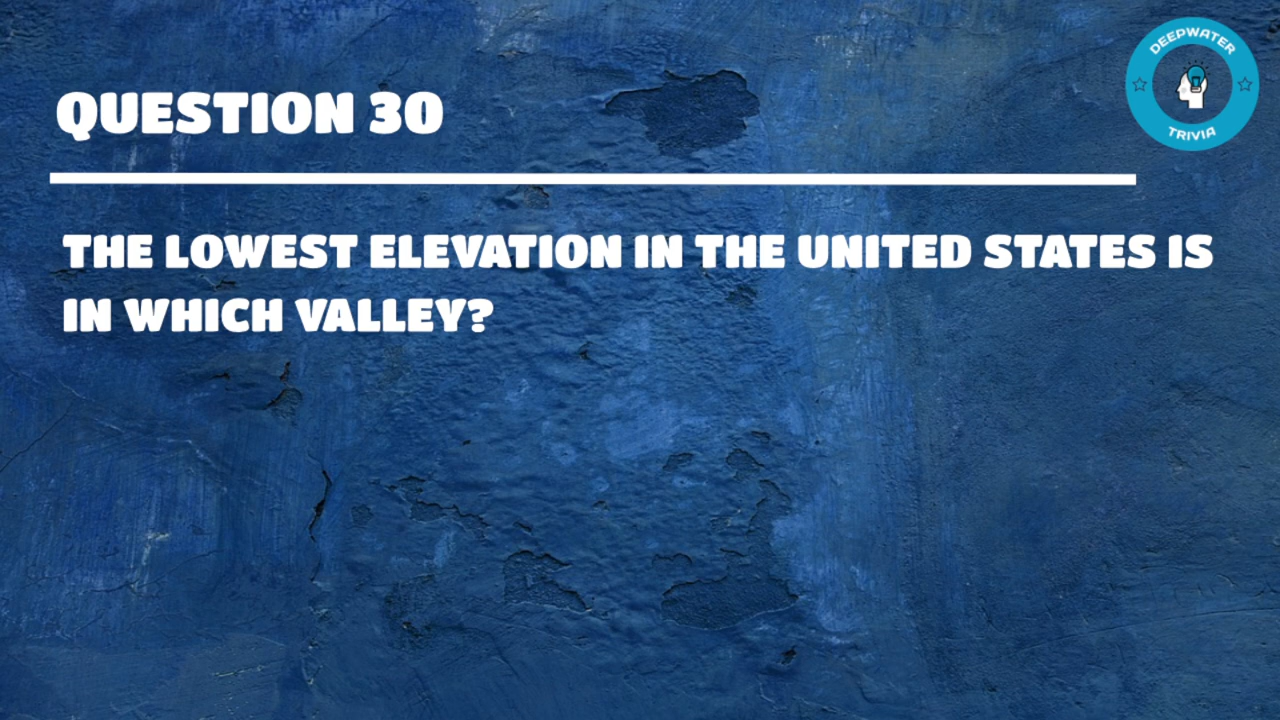 DEEPWATER
TRIVIA
QUESTION 30
THE LOWEST ELEVATION IN THE UNITED STATES IS
IN WHICH VALLEY?